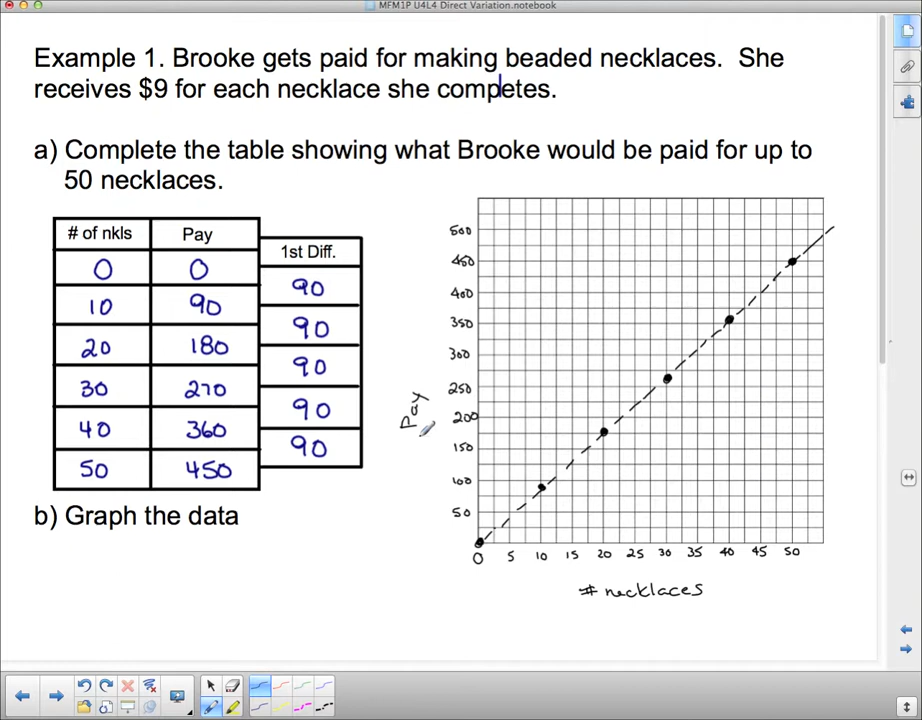 MFM1P U4L4 Direct Variation.notebook
Example 1. Brooke gets paid for making beaded necklaces. She
receives $9 for each necklace she completes.
a) Complete the table showing what Brooke would be paid for up to
50 necklaces.
# of nkls Pay
1st Diff.
0 0
90
10 90
90
20 180
90
30 270
90
40 360
90
50 450
b) Graph the data
500
450
400
350
300
250
200
150
100
50
Pay
0 5 10 15 20 25 30 35 40 45 50
# necklaces